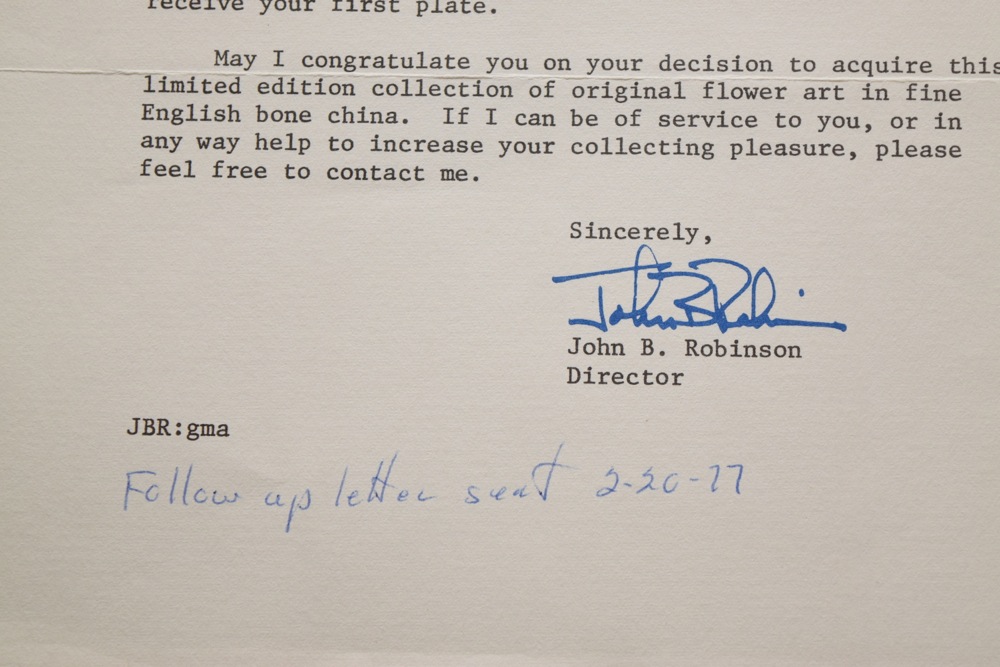 receive your first plate.
May I congratulate you on your decision to acquire this
limited edition collection of original flower art in fine
English bone china. If I can be of service to you, or in
any way help to increase your collecting pleasure, please
feel free to contact me.
Sincerely,
John B Robinson
John B. Robinson
Director
JBR:gma
Follow up letter sent 2-20-77